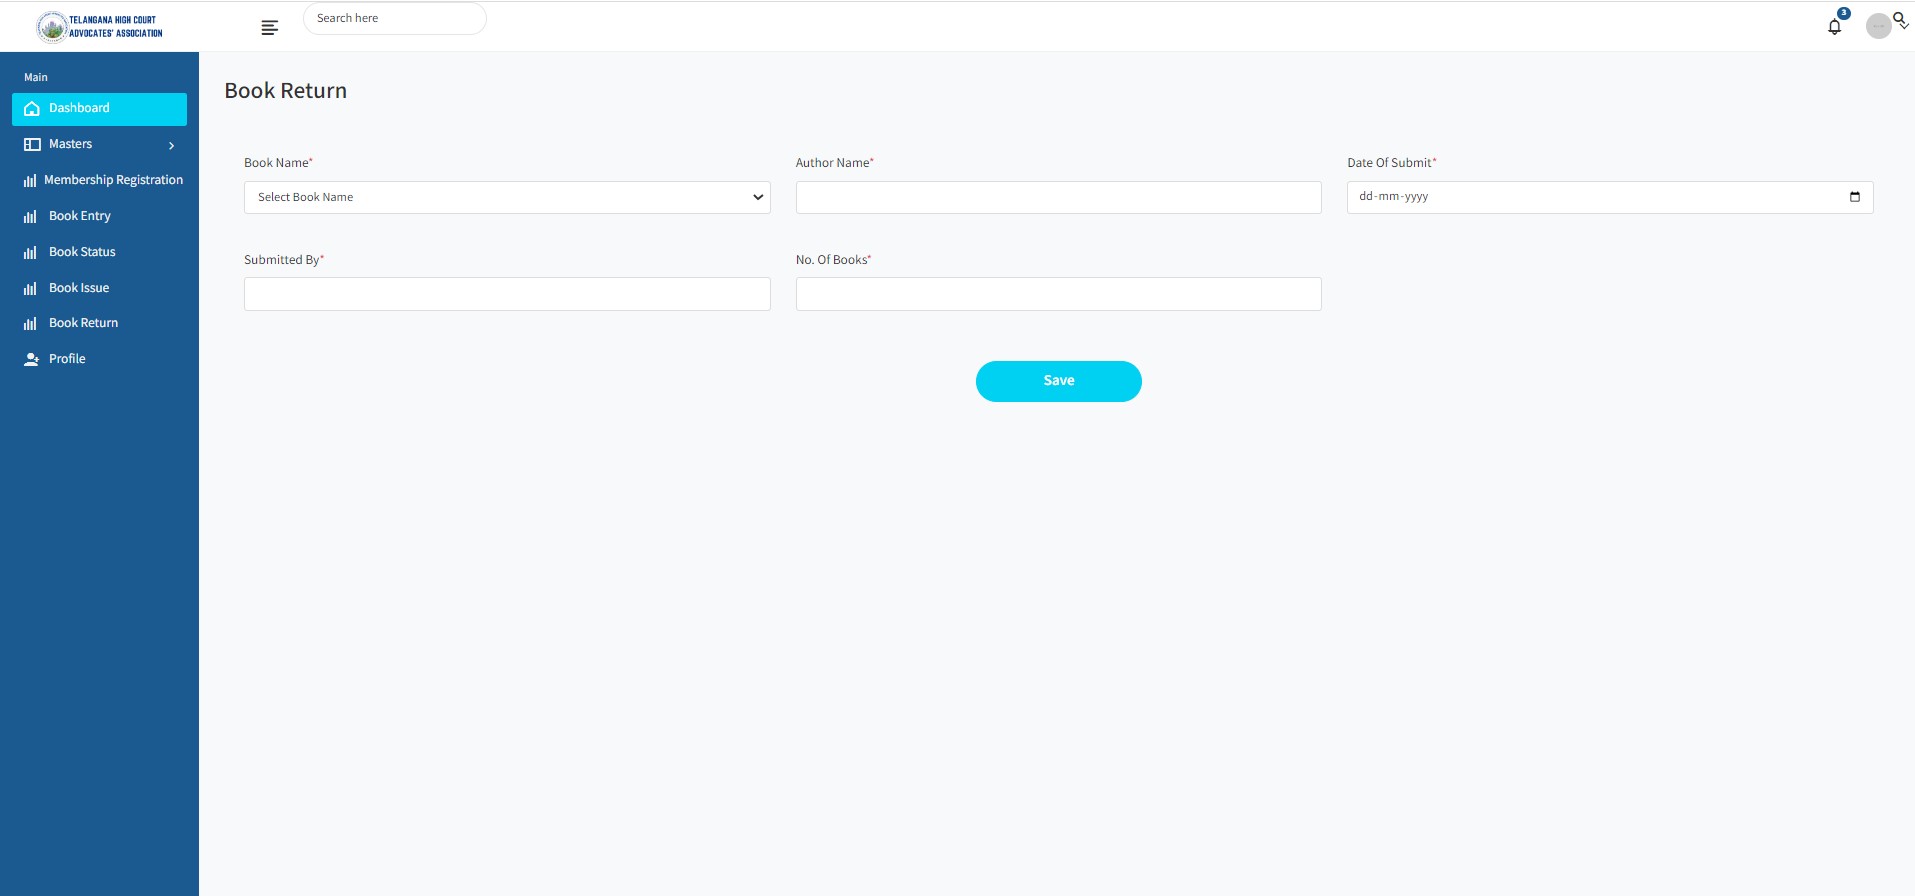 TELANGANA HIGH COURT
ADVOCATES' ASSOCIATION
Search here
3
Main
Dashboard
Masters
Membership Registration
Book Entry
Book Status
Book Issue
Book Return
Profile
Book Return
Book Name*
Author Name*
Date Of Submit*
Select Book Name
dd-mm-yyyy
Submitted By*
No. Of Books*
Save